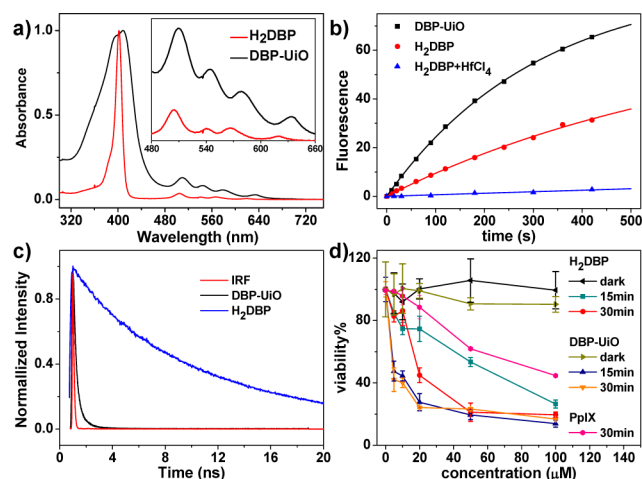 a)
H2DBP
DBP-UiO
Absorbance
1.0
0.5
0.0
480 540 600 660
320 400 480 560 640 720
Wavelength (nm)
b)
DBP-UiO
H2DBP
H2DBP+HfCl4
Fluorescence
60
40
20
0
0 100 200 300 400 500
time (s)
c)
IRF
DBP-UiO
H2DBP
Normallized Intensity
0.8
0.4
0.0
0 4 8 12 16 20
Time (ns)
d)
H2DBP
dark
15min
30min
DBP-UiO
dark
15min
30min
PpIX
30min
viability%
120
80
40
0
0 20 40 60 80 100 120 140
concentration (μM)